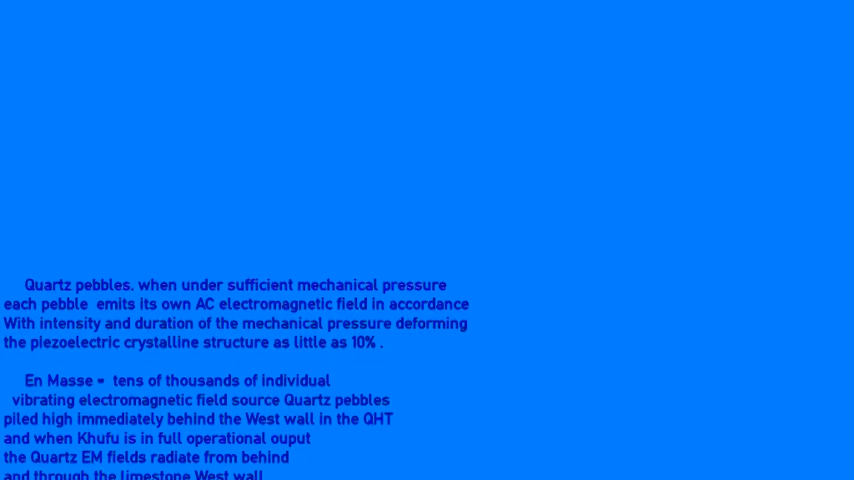 Quartz pebbles. when under sufficient mechanical pressure
each pebble emits its own AC electromagnetic field in accordance
With intensity and duration of the mechanical pressure deforming
the piezoelectric crystalline structure as little as 10% .
En Masse - tens of thousands of individual
vibrating electromagnetic field source Quartz pebbles
piled high immediately behind the West wall in the QHT
and when Khufu is in full operational ouput
the Quartz EM fields radiate from behind
and through the limestone West wall